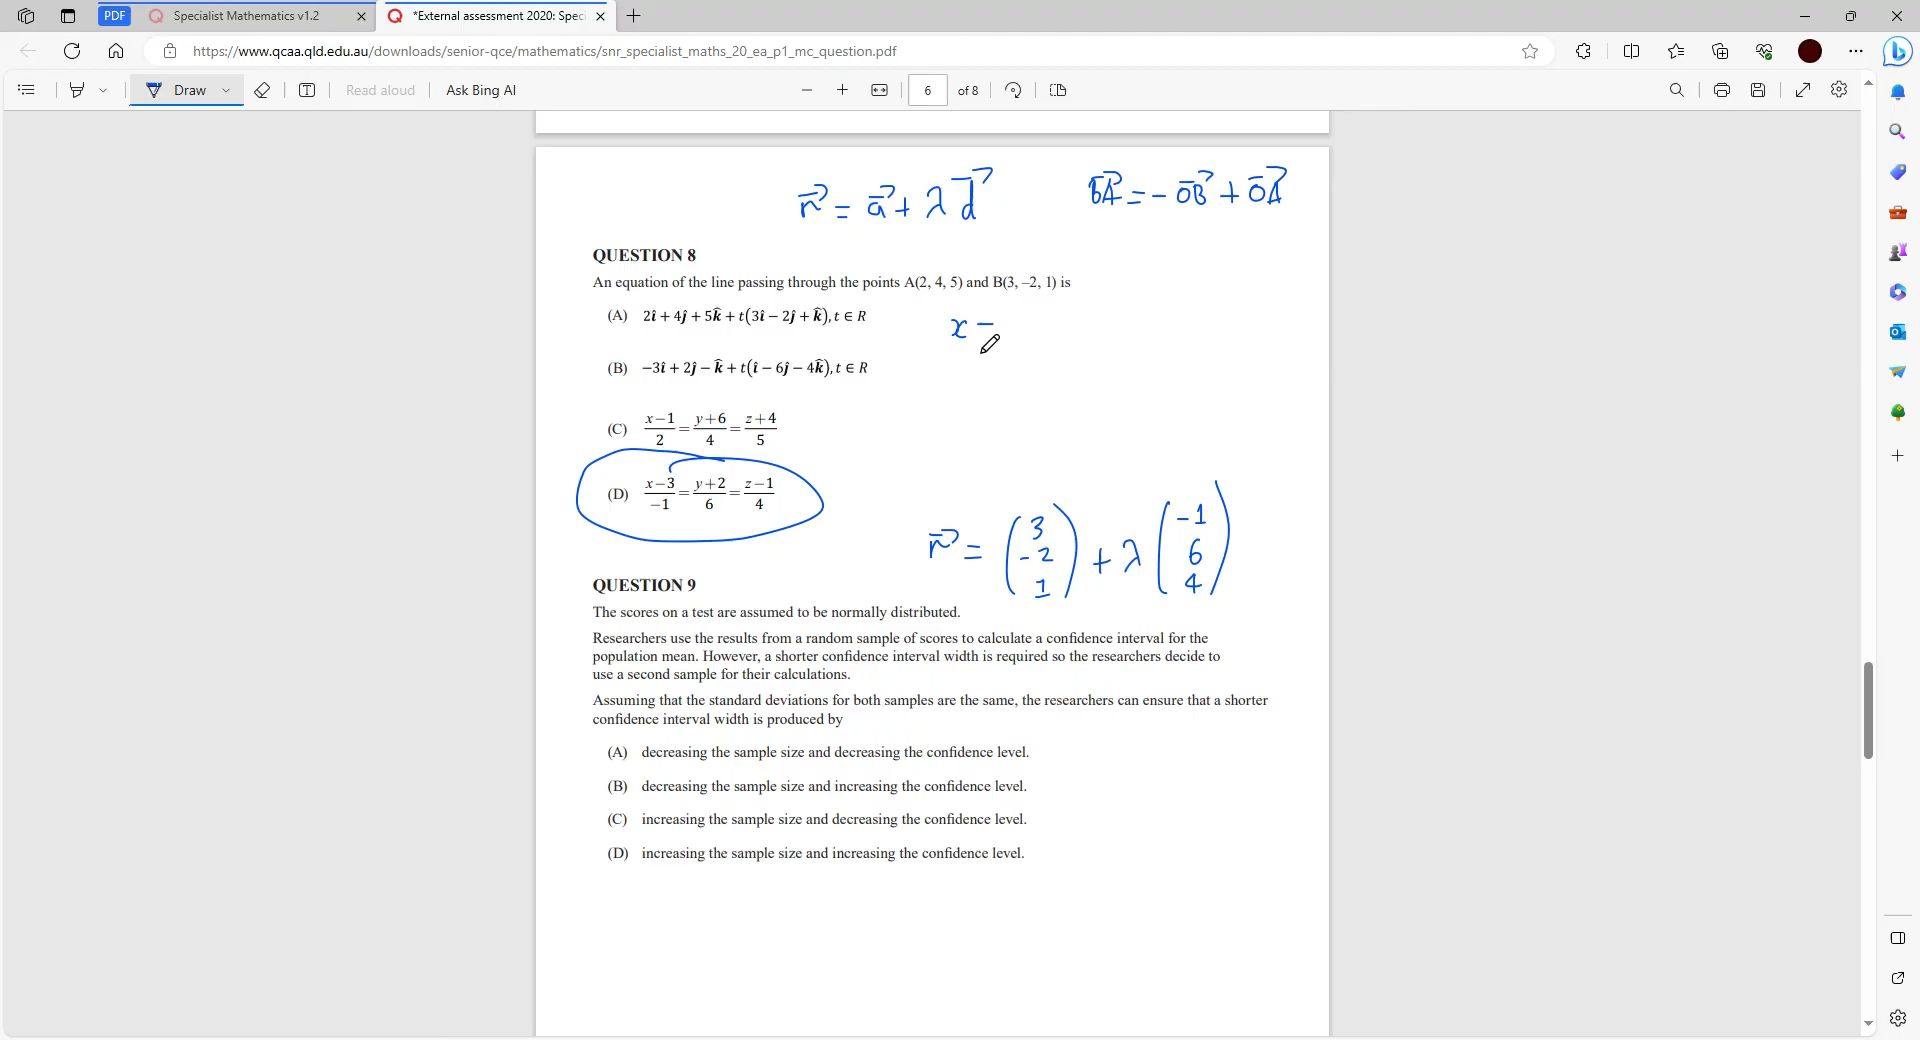 PDF Specialist Mathematics v1.2 *External assessment 2020: Speci
https://www.qcaa.qld.edu.au/downloads/senior-qce/mathematics/snr_specialist_maths_20_ea_p1_mc_question.pdf
Draw Read aloud Ask Bing AI 6 of 8
r⃗ = a⃗ + λ d⃗ BA⃗ = - OB⃗ + OA⃗
QUESTION 8
An equation of the line passing through the points A(2, 4, 5) and B(3, –2, 1) is
(A) 2î + 4ĵ + 5k̂ + t(3î − 2ĵ + k̂), t ∈ R
x =
(B) −3î + 2ĵ − k̂ + t(î − 6ĵ − 4k̂), t ∈ R
(C) x−1/2 = y+6/4 = z+4/5
(D) x−3/−1 = y+2/6 = z−1/4
r⃗ = (3 -2 1) + λ (-1 6 4)
QUESTION 9
The scores on a test are assumed to be normally distributed.
Researchers use the results from a random sample of scores to calculate a confidence interval for the
population mean. However, a shorter confidence interval width is required so the researchers decide to
use a second sample for their calculations.
Assuming that the standard deviations for both samples are the same, the researchers can ensure that a shorter
confidence interval width is produced by
(A) decreasing the sample size and decreasing the confidence level.
(B) decreasing the sample size and increasing the confidence level.
(C) increasing the sample size and decreasing the confidence level.
(D) increasing the sample size and increasing the confidence level.